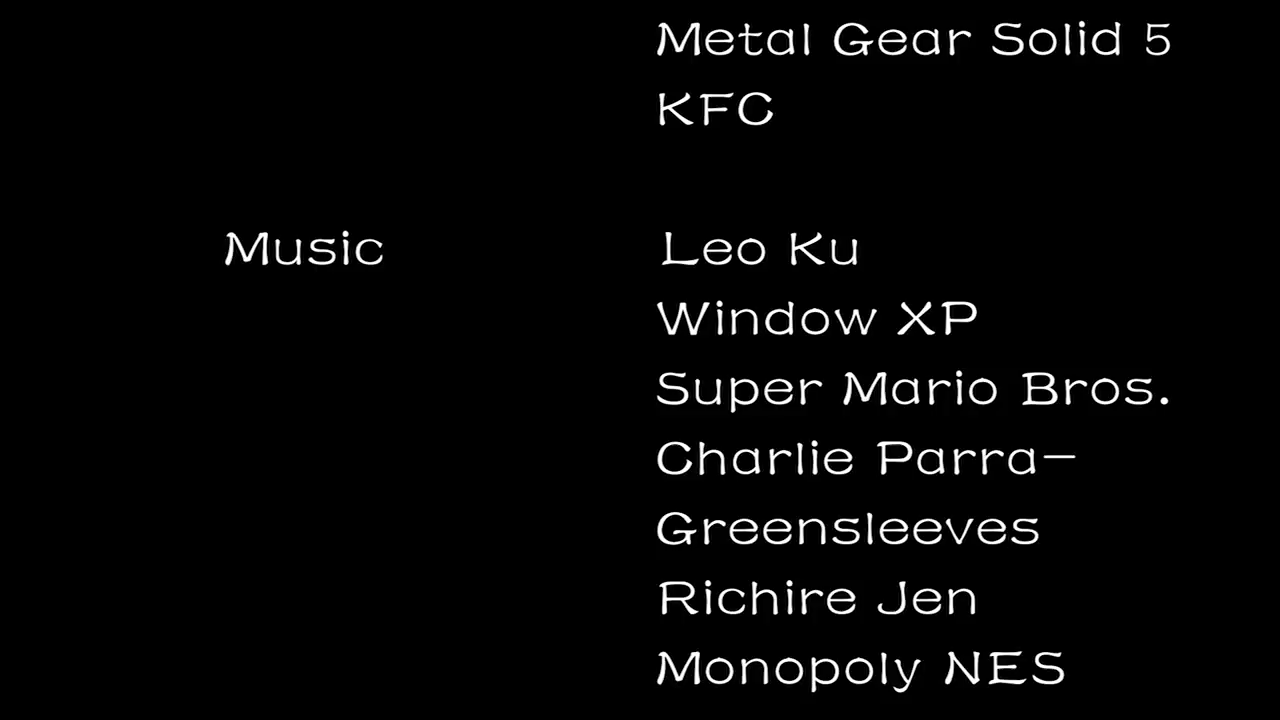 Metal Gear Solid 5
KFC
Music
Leo Ku
Window XP
Super Mario Bros.
Charlie Parra-
Greensleeves
Richire Jen
Monopoly NES